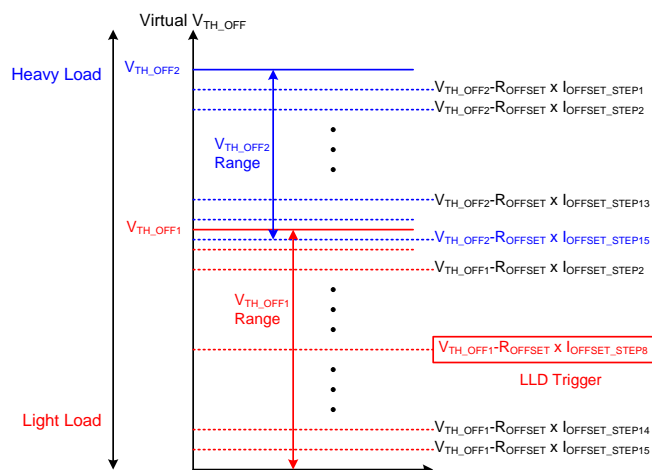 Virtual VTH_OFF
Heavy Load
VTH_OFF2
VTH_OFF2-ROFFSET x IOFFSET_STEP1
VTH_OFF2-ROFFSET x IOFFSET_STEP2
VTH_OFF2
Range
VTH_OFF2-ROFFSET x IOFFSET_STEP13
VTH_OFF1
VTH_OFF2-ROFFSET x IOFFSET_STEP15
VTH_OFF1-ROFFSET x IOFFSET_STEP2
VTH_OFF1
Range
VTH_OFF1-ROFFSET x IOFFSET_STEP8
LLD Trigger
Light Load
VTH_OFF1-ROFFSET x IOFFSET_STEP14
VTH_OFF1-ROFFSET x IOFFSET_STEP15